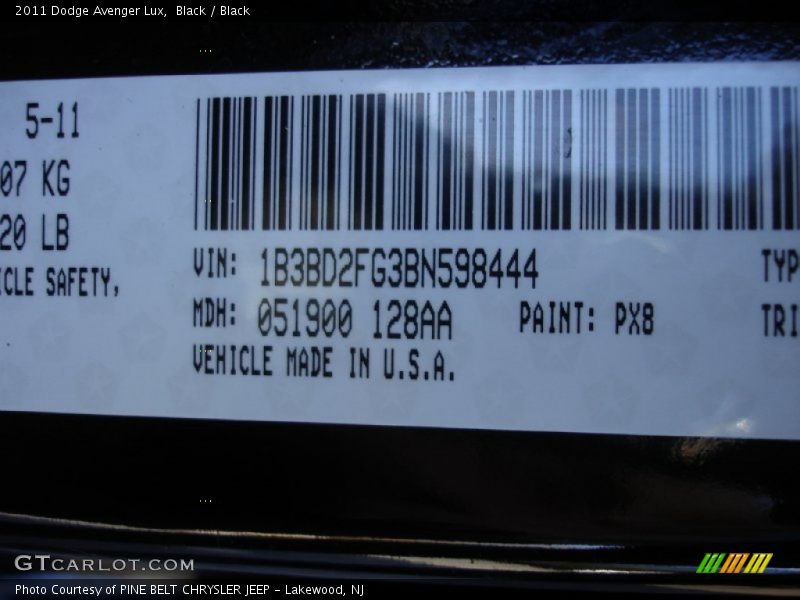 2011 Dodge Avenger Lux,  Black / Black
5-11
07 KG
20 LB
ICLE SAFETY,
VIN: 1B3BD2FG3BN598444
TYP
MDH: 051900 128AA
PAINT: PX8
TRI
VEHICLE MADE IN U.S.A.
GTCARLOT.COM
Photo Courtesy of PINE BELT CHRYSLER JEEP - Lakewood, NJ